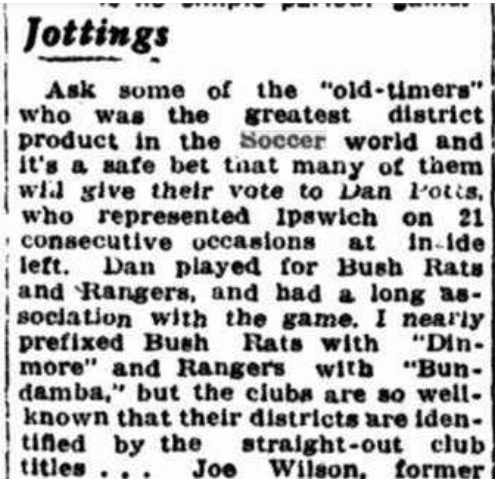 Jottings
Ask some of the "old-timers"
who was the greatest district
product in the Soccer world and
it's a safe bet that many of them
will give their vote to Dan Potts,
who represented Ipswich on 21
consecutive occasions at inside
left. Dan played for Bush Rats
and Rangers, and had a long as-
sociation with the game. I nearly
prefixed Bush Rats with "Din-
more" and Rangers with "Bun-
damba," but the clubs are so well-
known that their districts are iden-
tified by the straight-out club
titles . . . Joe Wilson, former